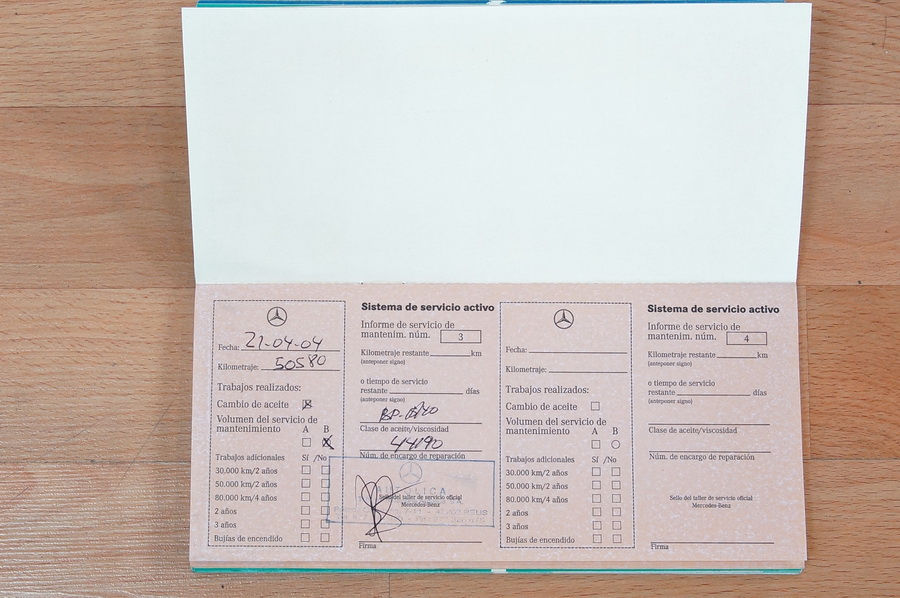 Fecha: 21-04-04
Kilometraje: 50580
Trabajos realizados:
Cambio de aceite
Volumen del servicio de
mantenimiento A B
Trabajos adicionales Sí /No
30.000 km/2 años
50.000 km/2 años
80.000 km/4 años
2 años
3 años
Bujías de encendido
Sistema de servicio activo
Informe de servicio de
mantenim. núm. 3
Kilometraje restante km
(anteponer signo)
o tiempo de servicio
restante días
(anteponer signo)
Clase de aceite/viscosidad
44190
Núm. de encargo de reparación
Sello del taller de servicio oficial
Mercedes-Benz
Firma
Fecha:
Kilometraje:
Trabajos realizados:
Cambio de aceite
Volumen del servicio de
mantenimiento A B
Trabajos adicionales Sí /No
30.000 km/2 años
50.000 km/2 años
80.000 km/4 años
2 años
3 años
Bujías de encendido
Sistema de servicio activo
Informe de servicio de
mantenim. núm. 4
Kilometraje restante km
(anteponer signo)
o tiempo de servicio
restante días
(anteponer signo)
Clase de aceite/viscosidad
Núm. de encargo de reparación
Sello del taller de servicio oficial
Mercedes-Benz
Firma